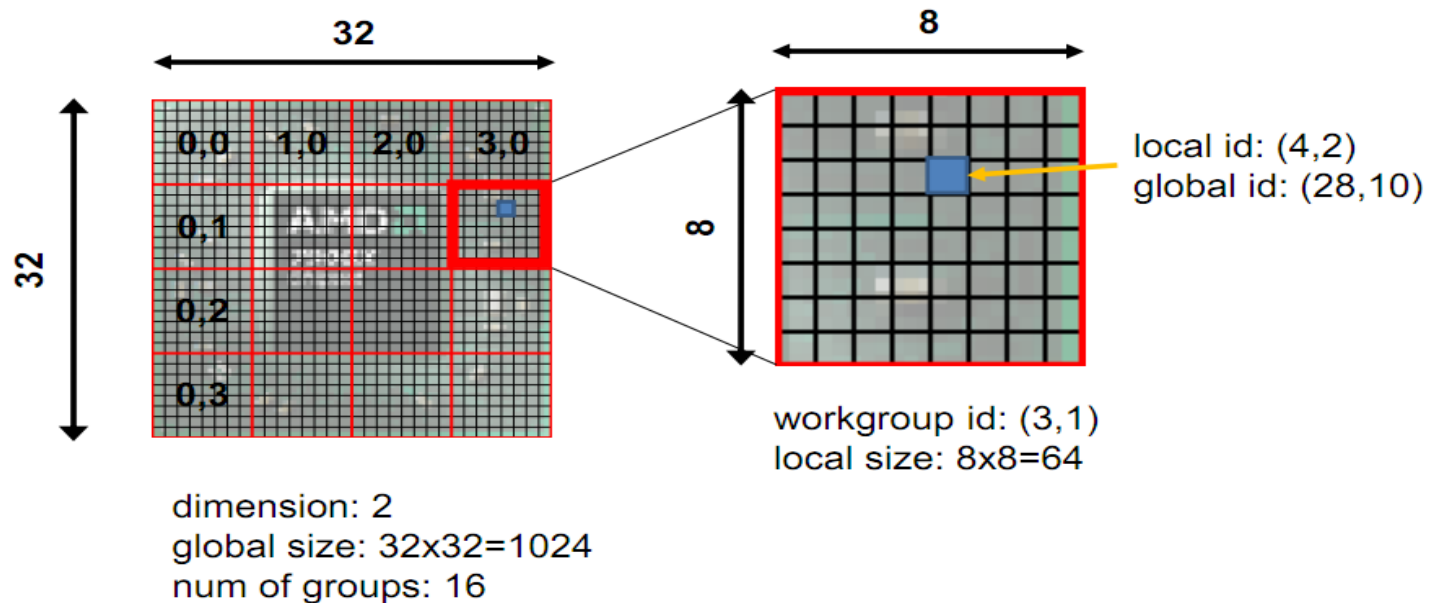 32
32
0,0 1,0 2,0 3,0
0,1
0,2
0,3
AMD
dimension: 2
global size: 32x32=1024
num of groups: 16
8
8
local id: (4,2)
global id: (28,10)
workgroup id: (3,1)
local size: 8x8=64